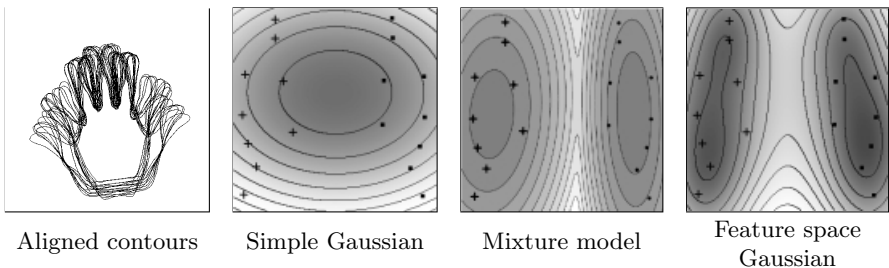 Aligned contours
Simple Gaussian
Mixture model
Feature space
Gaussian